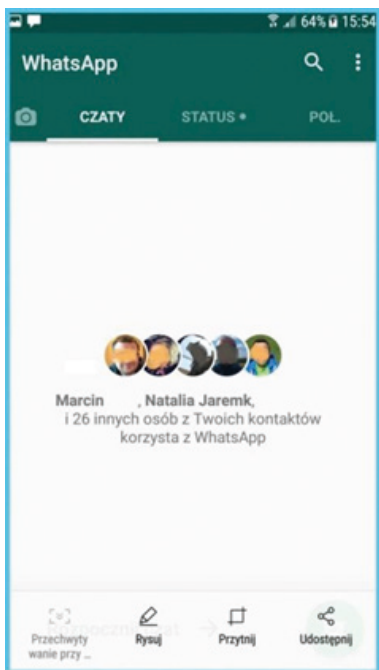 64% 15:54
WhatsApp
CZATY STATUS POŁ.
Marcin , Natalia Jaremk,
i 26 innych osób z Twoich kontaktów
korzysta z WhatsApp
Przechwyty
wanie przy ...
Rysuj
Przytnij
Udostępnij